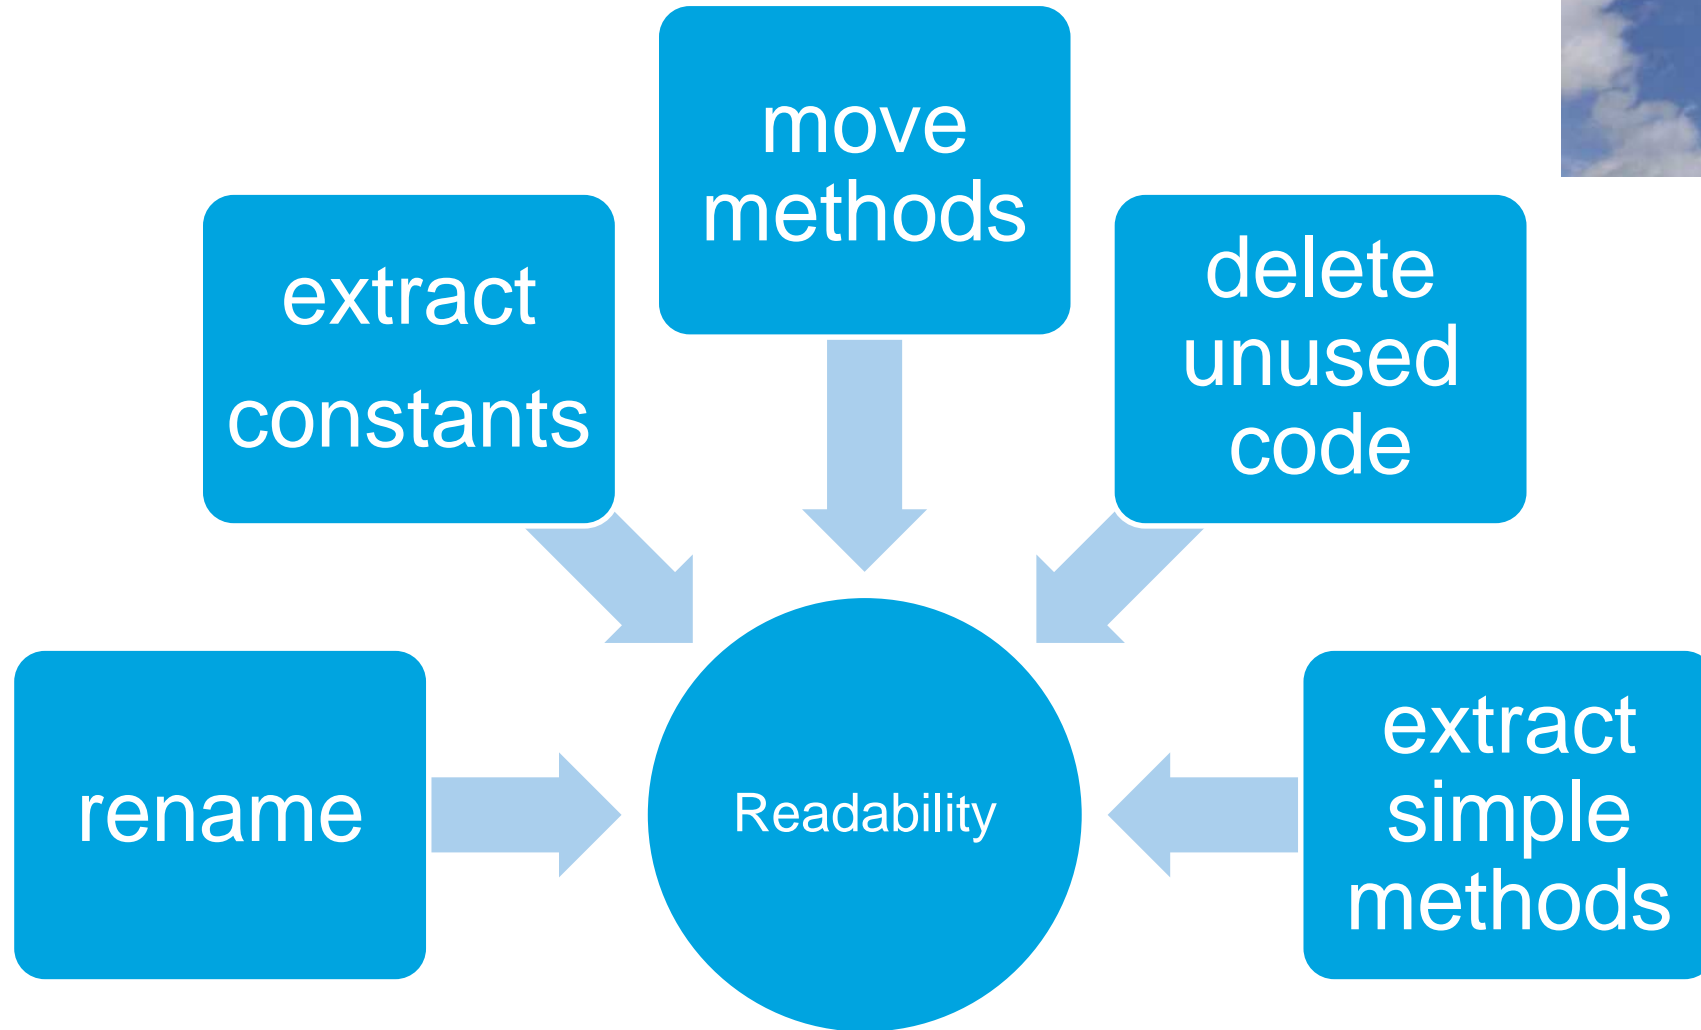 move
methods
extract
constants
delete
unused
code
rename
Readability
extract
simple
methods